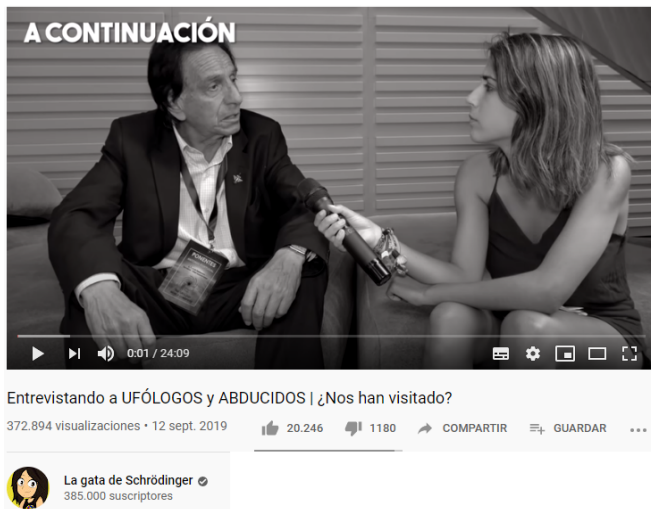 A CONTINUACIÓN
PONENTES
0:01 / 24:09
Entrevistando a UFÓLOGOS y ABDUCIDOS | ¿Nos han visitado?
372.894 visualizaciones • 12 sept. 2019 20.246 1180 COMPARTIR GUARDAR
La gata de Schrödinger
385.000 suscriptores